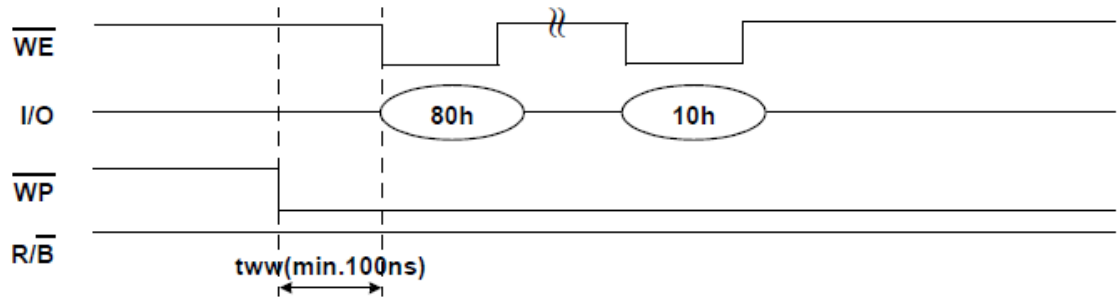 WE
I/O
80h
10h
WP
R/B
tww(min.100ns)